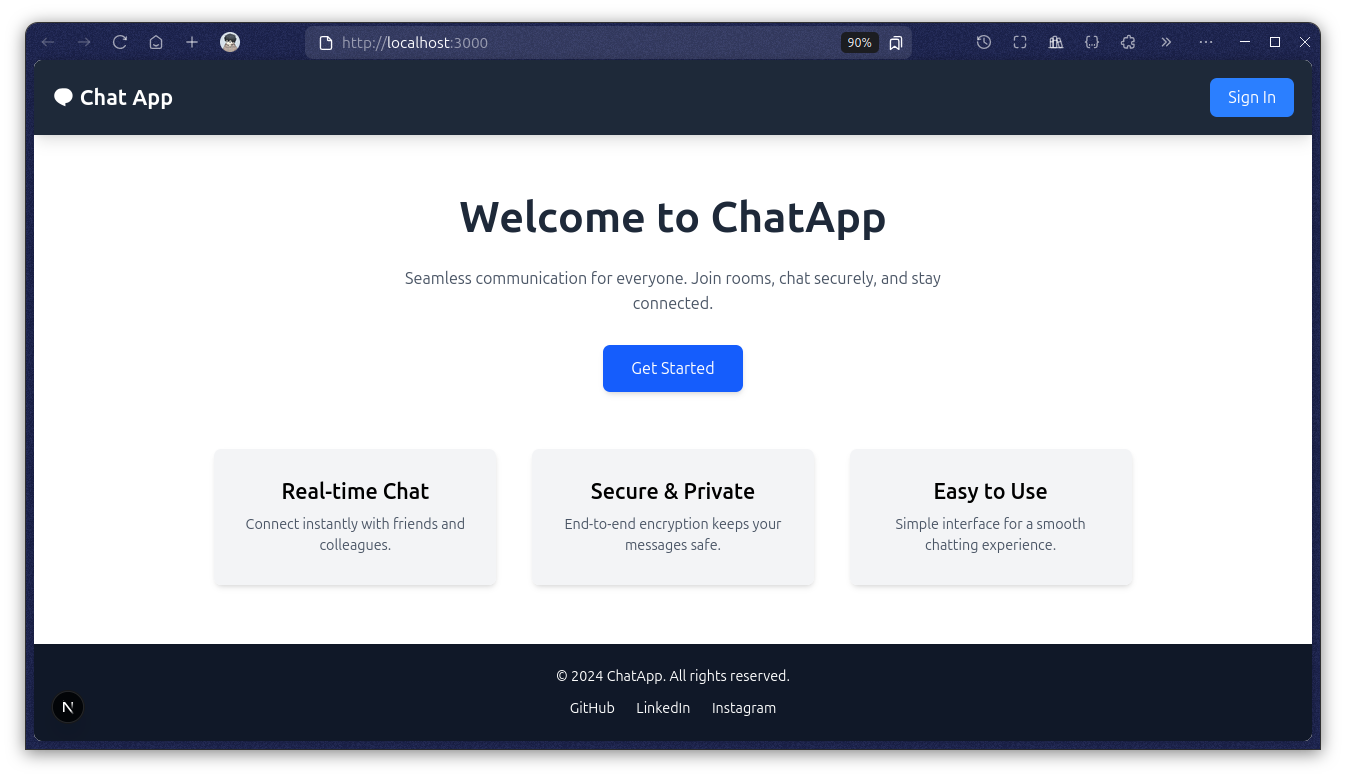 http://localhost:3000
90%
Chat App
Sign In
Welcome to ChatApp
Seamless communication for everyone. Join rooms, chat securely, and stay
connected.
Get Started
Real-time Chat
Connect instantly with friends and
colleagues.
Secure & Private
End-to-end encryption keeps your
messages safe.
Easy to Use
Simple interface for a smooth
chatting experience.
© 2024 ChatApp. All rights reserved.
GitHub LinkedIn Instagram
N